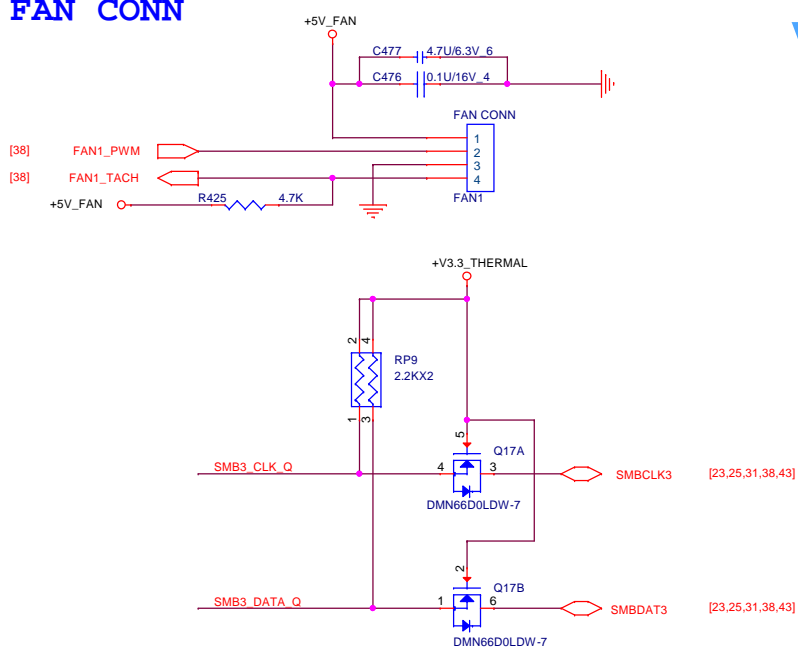 FAN CONN
+5V_FAN
C477 4.7U/6.3V_6
C476 0.1U/16V_4
FAN CONN
1
[38] FAN1_PWM 2
3
[38] FAN1_TACH 4
+5V_FAN R425 4.7K FAN1
+V3.3_THERMAL
2 4
RP9
2.2KX2
1 3 5
Q17A
SMB3_CLK_Q 4 3 SMBCLK3 [23,25,31,38,43]
DMN66D0LDW-7
2
Q17B
SMB3_DATA_Q 1 6 SMBDAT3 [23,25,31,38,43]
DMN66D0LDW-7